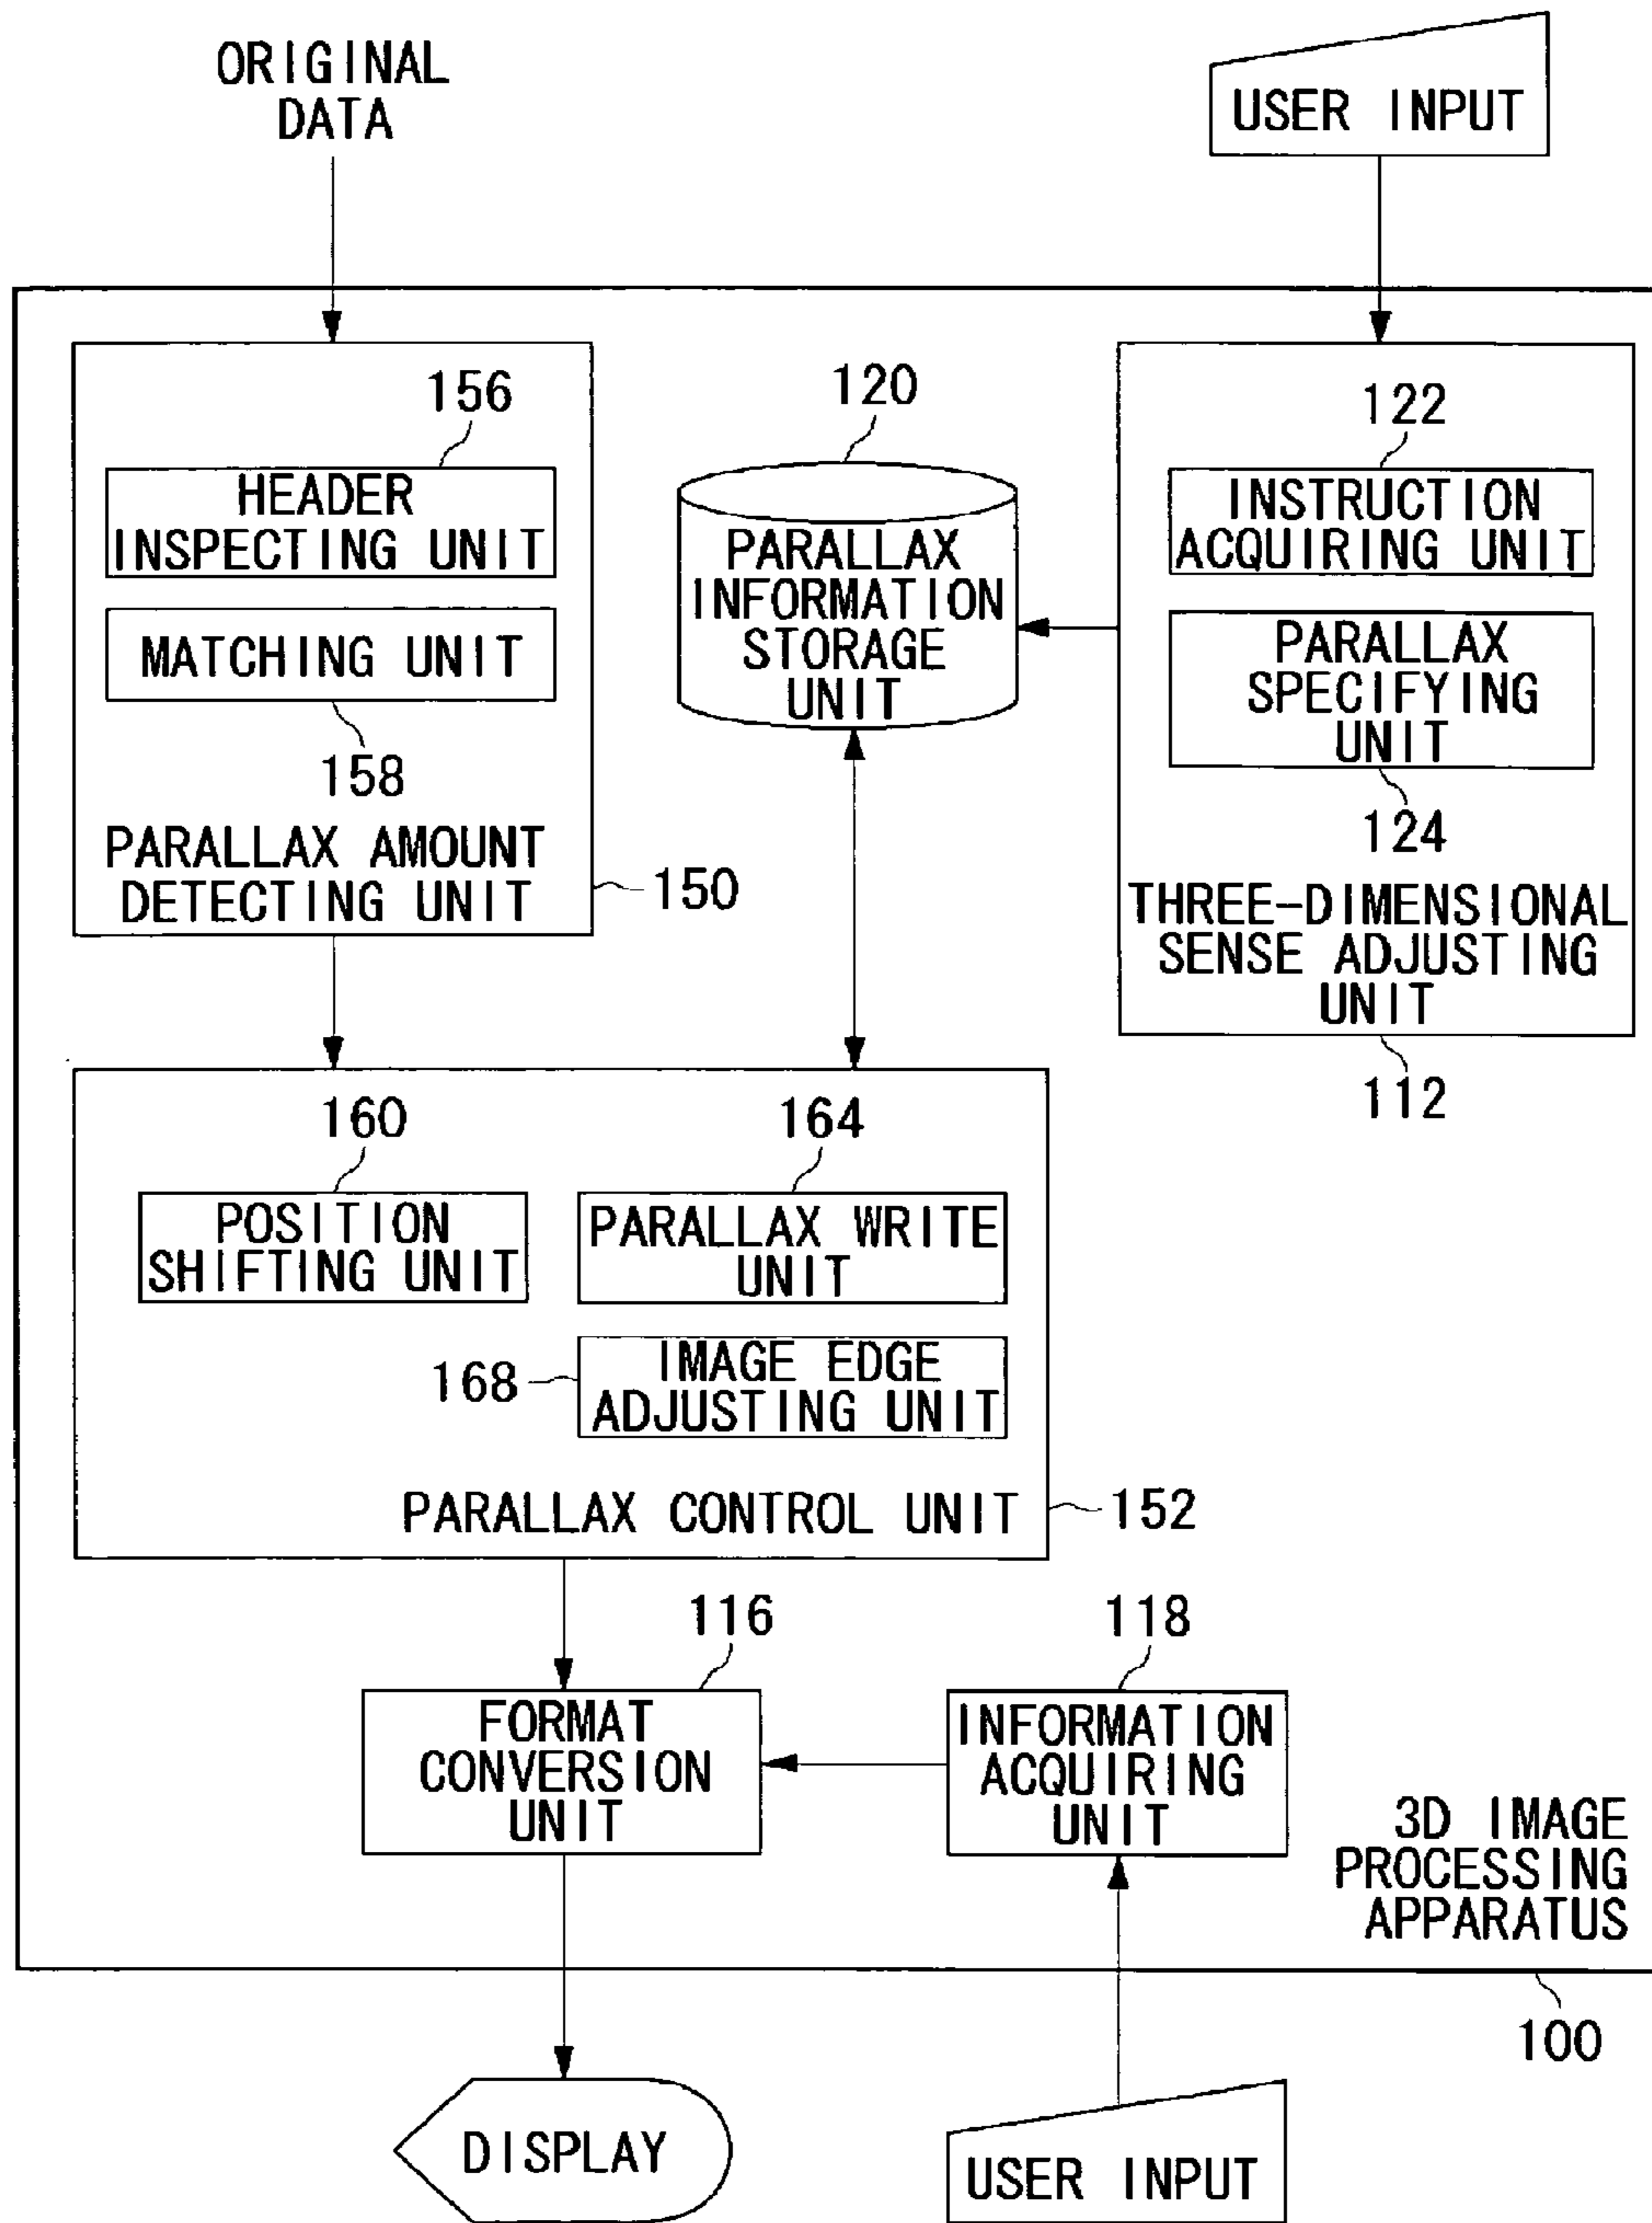 ORIGINAL
DATA
USER INPUT
156
HEADER
INSPECTING UNIT
MATCHING UNIT
158
PARALLAX AMOUNT
DETECTING UNIT
150
120
PARALLAX
INFORMATION
STORAGE
UNIT
122
INSTRUCTION
ACQUIRING UNIT
PARALLAX
SPECIFYING
UNIT
124
THREE-DIMENSIONAL
SENSE ADJUSTING
UNIT
112
160
POSITION
SHIFTING UNIT
164
PARALLAX WRITE
UNIT
168
IMAGE EDGE
ADJUSTING UNIT
PARALLAX CONTROL UNIT
152
116
FORMAT
CONVERSION
UNIT
118
INFORMATION
ACQUIRING
UNIT
3D IMAGE
PROCESSING
APPARATUS
100
DISPLAY
USER INPUT